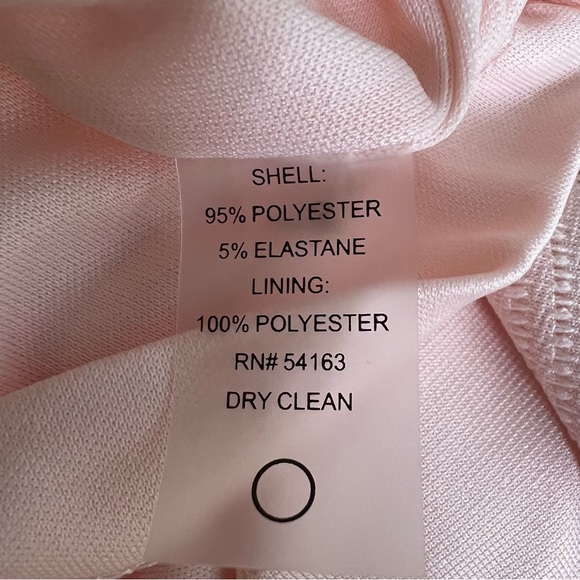 SHELL:
95% POLYESTER
5% ELASTANE
LINING:
100% POLYESTER
RN# 54163
DRY CLEAN